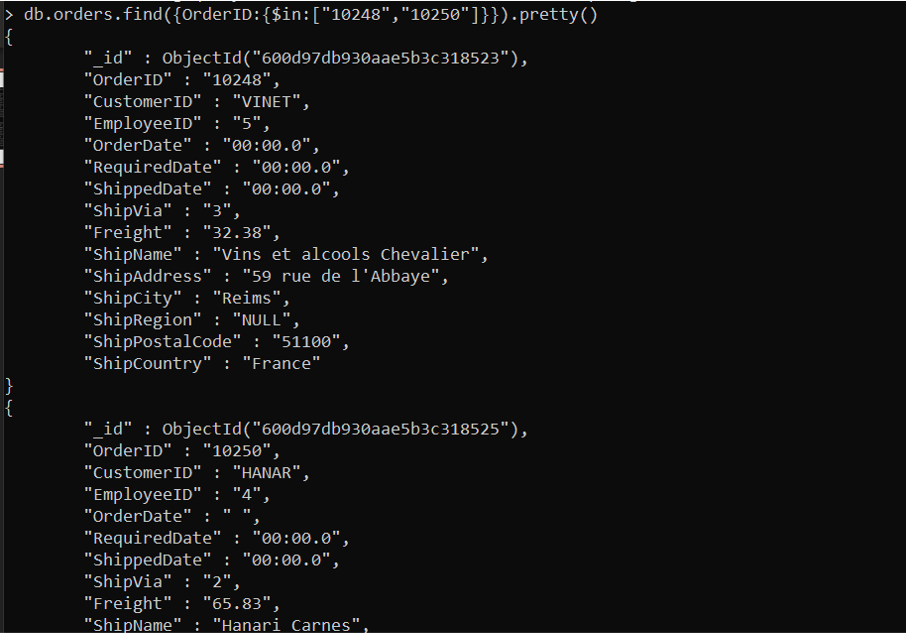 > db.orders.find({OrderID:{$in:["10248","10250"]}}).pretty()
{
"_id" : ObjectId("600d97db930aae5b3c318523"),
"OrderID" : "10248",
"CustomerID" : "VINET",
"EmployeeID" : "5",
"OrderDate" : "00:00.0",
"RequiredDate" : "00:00.0",
"ShippedDate" : "00:00.0",
"ShipVia" : "3",
"Freight" : "32.38",
"ShipName" : "Vins et alcools Chevalier",
"ShipAddress" : "59 rue de l'Abbaye",
"ShipCity" : "Reims",
"ShipRegion" : "NULL",
"ShipPostalCode" : "51100",
"ShipCountry" : "France"
}
{
"_id" : ObjectId("600d97db930aae5b3c318525"),
"OrderID" : "10250",
"CustomerID" : "HANAR",
"EmployeeID" : "4",
"OrderDate" : " ",
"RequiredDate" : "00:00.0",
"ShippedDate" : "00:00.0",
"ShipVia" : "2",
"Freight" : "65.83",
"ShipName" : "Hanari Carnes",